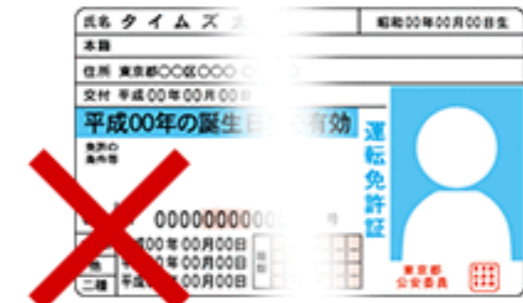 氏名 タイムズ 昭和00年00月00日生
本籍
住所 東京都〇〇区〇〇〇
交付 平成00年00月00
平成00年の誕生日 有効
免許の
条件等
運転免許証
0000000000 号
00年00月00日
他 00年00月00日
二種 平成 00年00月00日
東京都
公安委員